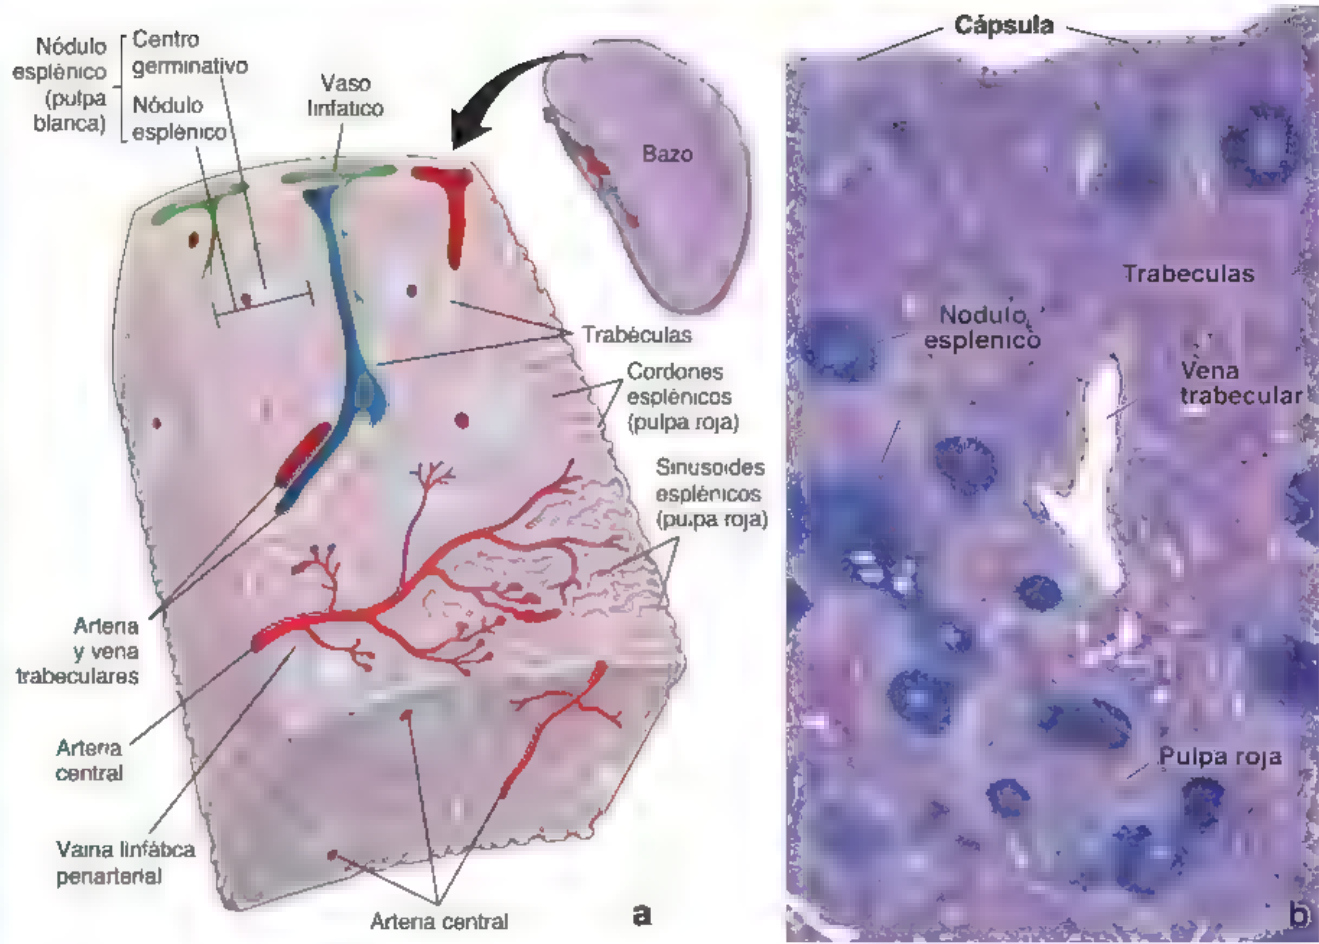 Nódulo
esplénico
(pulpa
blanca)
Centro
germinativo
Nódulo
esplénico
Vaso
linfatico
Bazo
Trabéculas
Cordones
esplénicos
(pulpa roja)
Sinusoides
esplénicos
(pulpa roja)
Arteria
y vena
trabeculares
Arteria
central
Vaina linfática
periarterial
Arteria central
a
Cápsula
Trabeculas
Nodulo
esplenico
Vena
trabecular
Pulpa roja
b